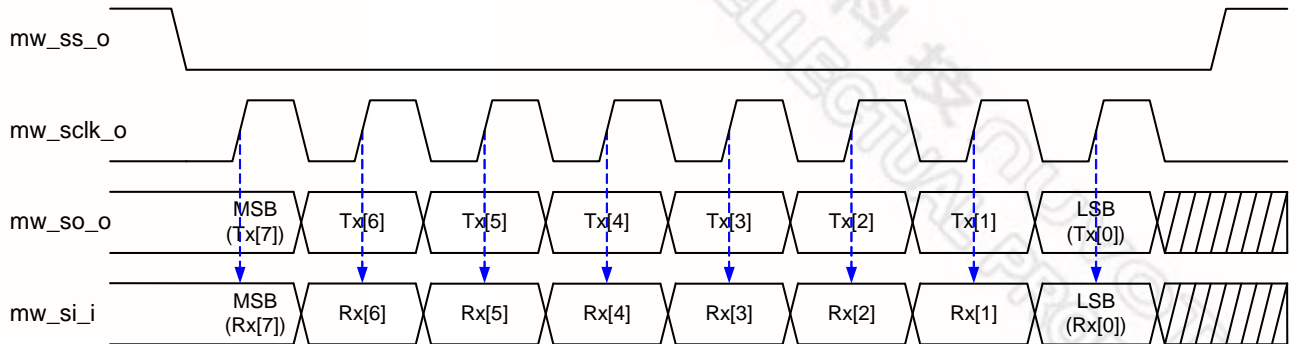 mw_ss_o
mw_sclk_o
mw_so_o
MSB
(Tx[7])
Tx[6]
Tx[5]
Tx[4]
Tx[3]
Tx[2]
Tx[1]
LSB
(Tx[0])
mw_si_i
MSB
(Rx[7])
Rx[6]
Rx[5]
Rx[4]
Rx[3]
Rx[2]
Rx[1]
LSB
(Rx[0])